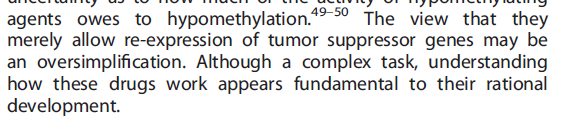 uncertainty as to how much of the activity of hypomethylating
agents owes to hypomethylation.49–50 The view that they
merely allow re-expression of tumor suppressor genes may be
an oversimplification. Although a complex task, understanding
how these drugs work appears fundamental to their rational
development.